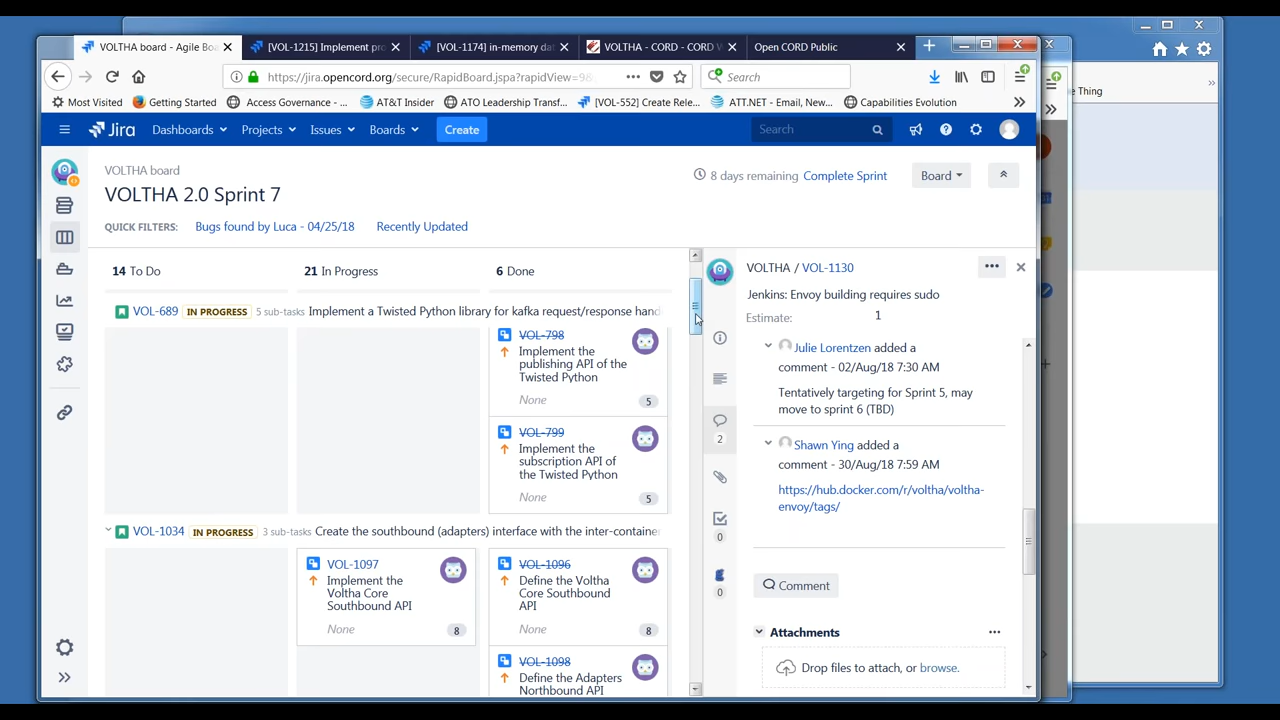 VOLTHA board - Agile Boa
[VOL-1215] Implement pro
[VOL-1174] in-memory dat
VOLTHA - CORD - CORD W
Open CORD Public
https://jira.opencord.org/secure/RapidBoard.jspa?rapidView=98
Search
Most Visited
Getting Started
Access Governance - ...
AT&T Insider
ATO Leadership Transf...
[VOL-552] Create Rele...
ATT.NET - Email, New...
Capabilities Evolution
e Thing
Jira
Dashboards
Projects
Issues
Boards
Create
Search
VOLTHA board
VOLTHA 2.0 Sprint 7
8 days remaining
Complete Sprint
Board
QUICK FILTERS:
Bugs found by Luca - 04/25/18
Recently Updated
14 To Do
21 In Progress
6 Done
VOL-689 IN PROGRESS 5 sub-tasks Implement a Twisted Python library for kafka request/response hand
VOL-798
Implement the
publishing API of the
Twisted Python
None
5
VOL-799
Implement the
subscription API of
the Twisted Python
None
5
VOL-1034 IN PROGRESS 3 sub-tasks Create the southbound (adapters) interface with the inter-container
VOL-1097
Implement the
Voltha Core
Southbound API
None
8
VOL-1096
Define the Voltha
Core Southbound
API
None
8
VOL-1098
Define the Adapters
Northbound API
VOLTHA / VOL-1130
Jenkins: Envoy building requires sudo
Estimate: 1
Julie Lorentzen added a
comment - 02/Aug/18 7:30 AM
Tentatively targeting for Sprint 5, may
move to sprint 6 (TBD)
Shawn Ying added a
comment - 30/Aug/18 7:59 AM
https://hub.docker.com/r/voltha/voltha-
envoy/tags/
2
0
0
Comment
Attachments
Drop files to attach, or browse.